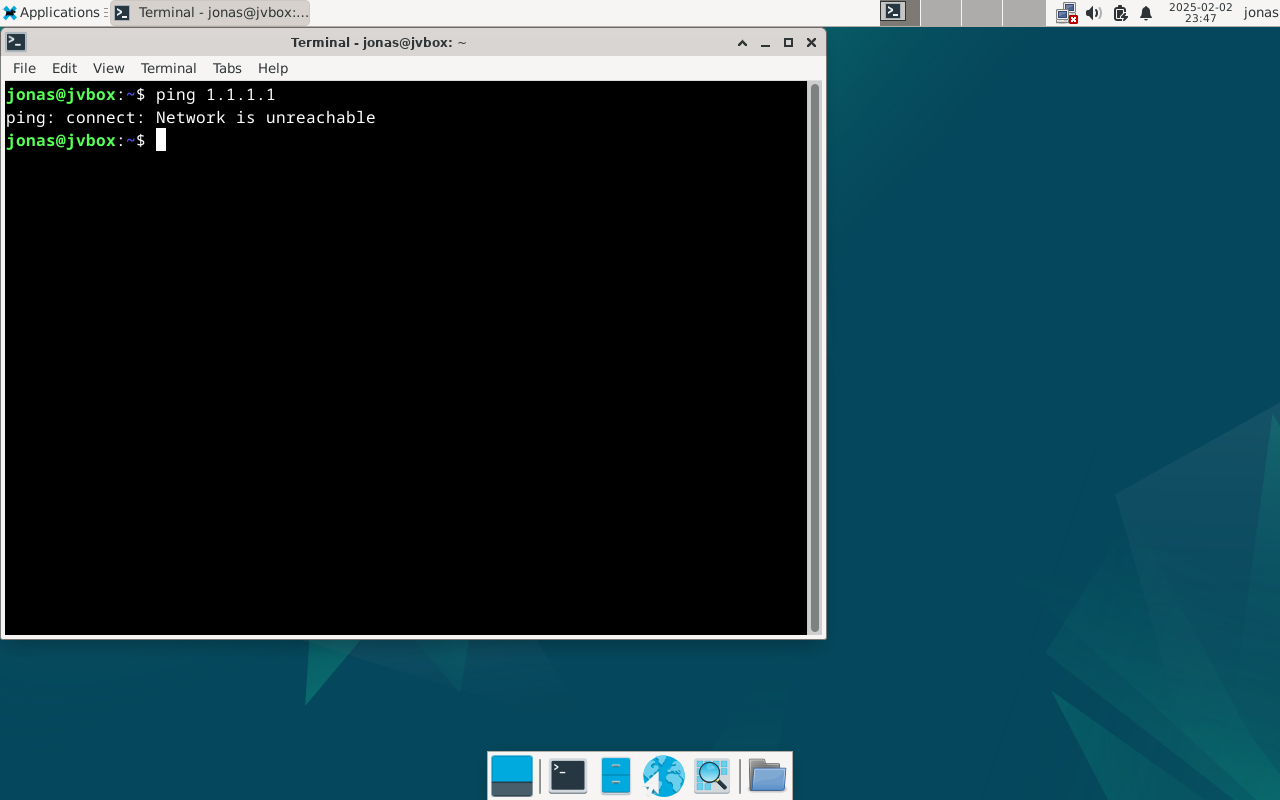 Applications
Terminal - jonas@jvbox:...
2025-02-02
23:47
jonas
Terminal - jonas@jvbox: ~
File Edit View Terminal Tabs Help
jonas@jvbox:~$ ping 1.1.1.1
ping: connect: Network is unreachable
jonas@jvbox:~$